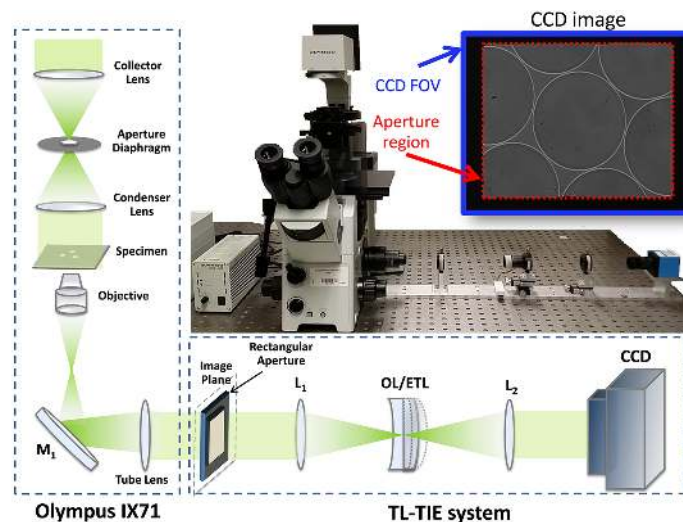 CCD image
CCD FOV
Aperture
region
Collector
Lens
Aperture
Diaphragm
Condenser
Lens
Specimen
Objective
M1
Tube Lens
Olympus IX71
Image
Plane
Rectangular Aperture
L1
OL/ETL
L2
CCD
TL-TIE system